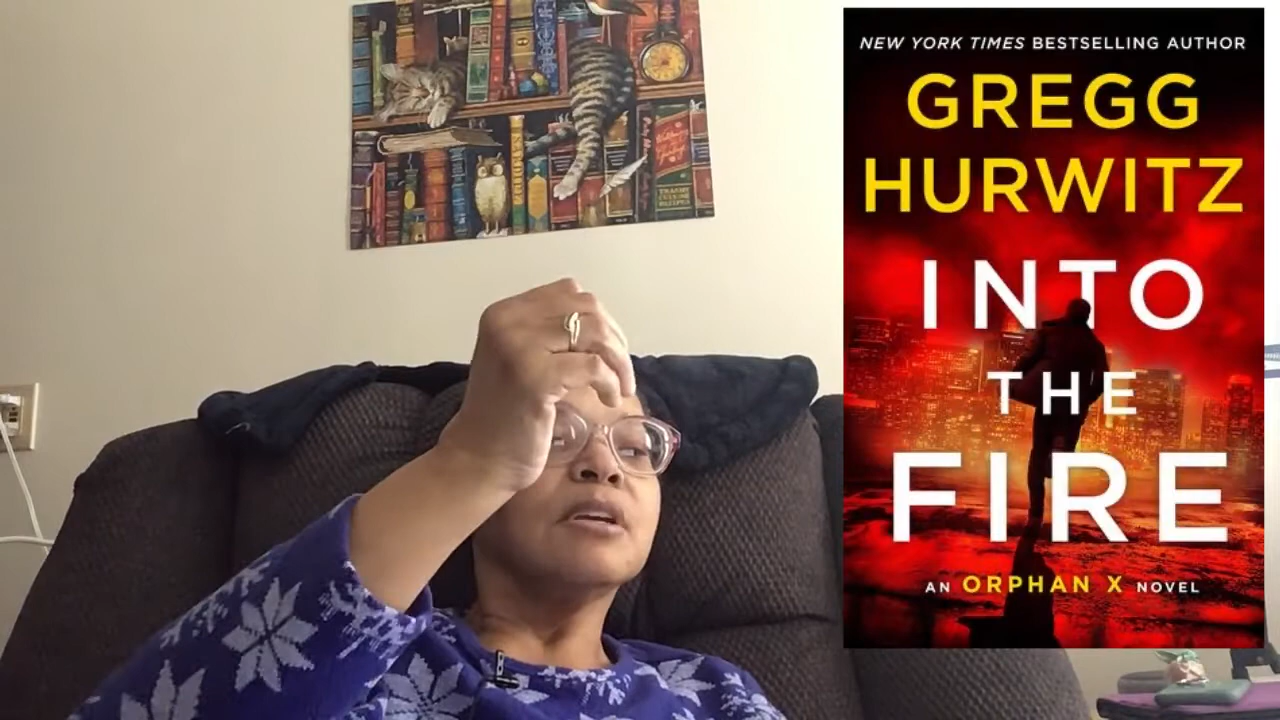 NEW YORK TIMES BESTSELLING AUTHOR
GREGG
HURWITZ
INTO
THE
FIRE
AN ORPHAN X NOVEL